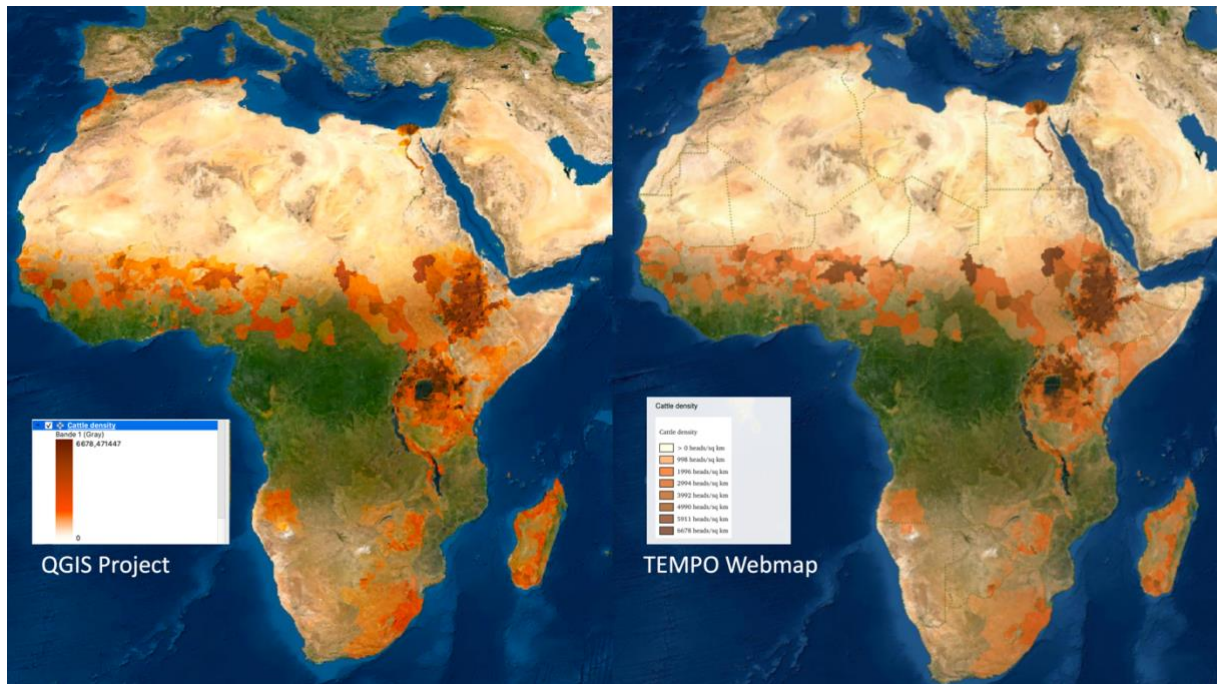 Cattle density
Bande 1 (Gray)
6678,471447
0
QGIS Project
Cattle density
Cattle density
> 0 heads/sq km
998 heads/sq km
1996 heads/sq km
2994 heads/sq km
3992 heads/sq km
4990 heads/sq km
5911 heads/sq km
6678 heads/sq km
TEMPO Webmap